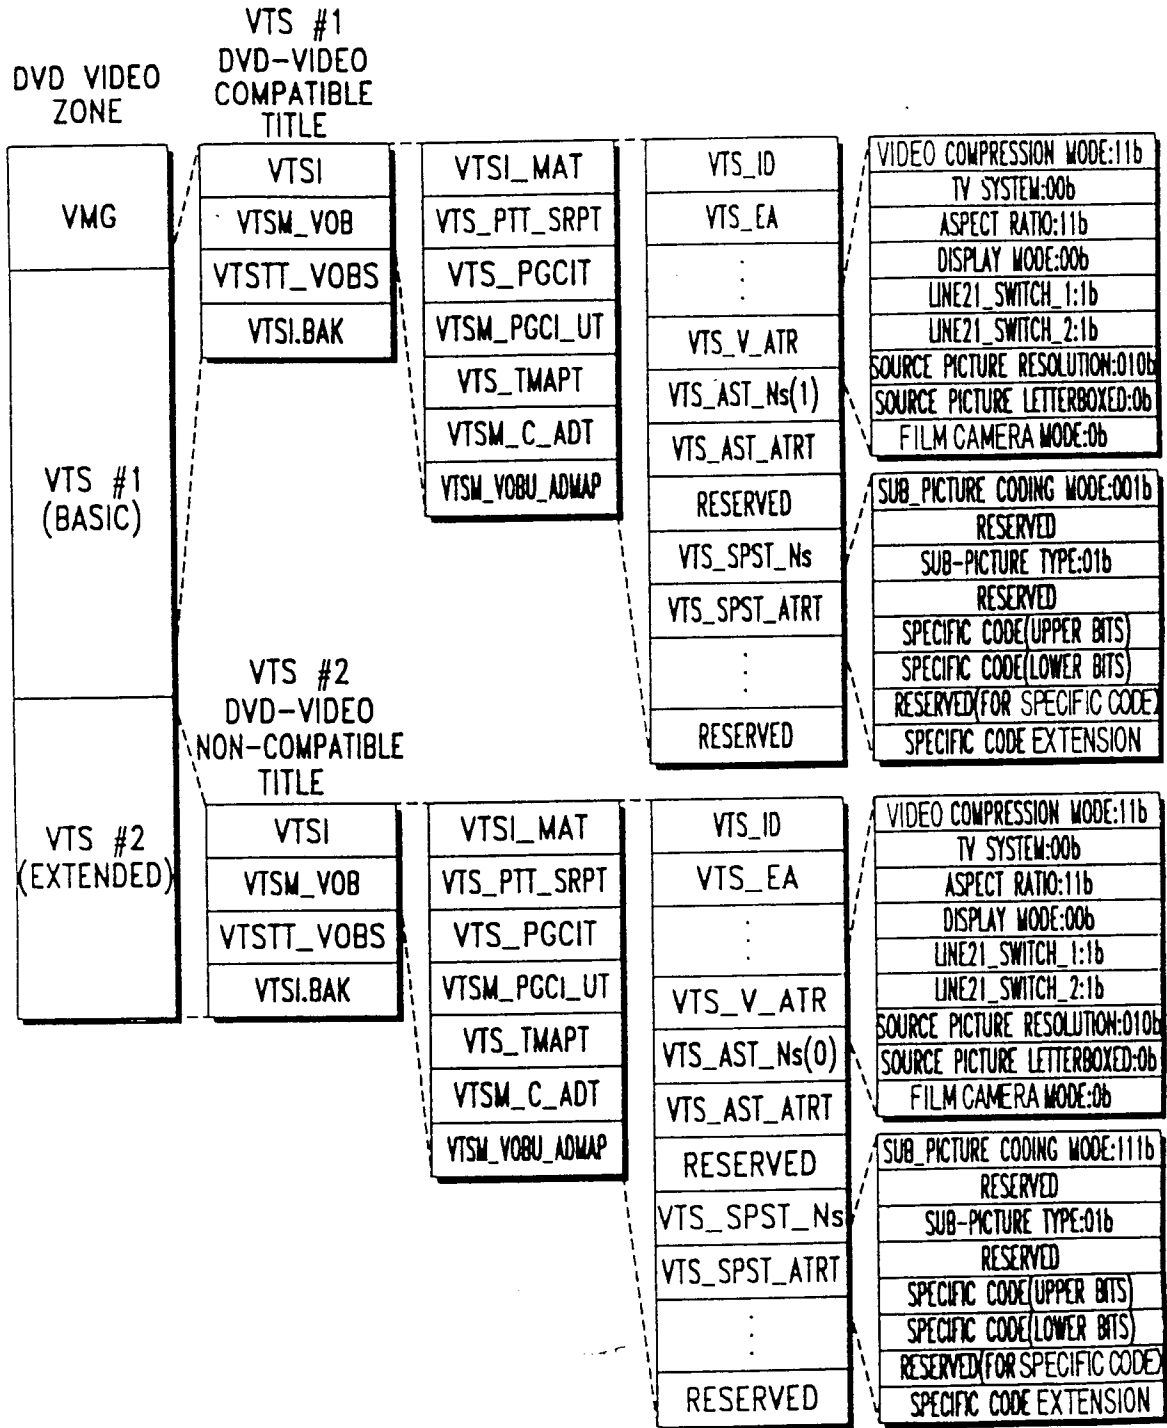 DVD VIDEO
ZONE
VMG
VTS #1
(BASIC)
VTS #2
(EXTENDED)
VTS #1
DVD-VIDEO
COMPATIBLE
TITLE
VTSI
VTSM_VOB
VTSTT_VOBS
VTSI.BAK
VTSI_MAT
VTS_PTT_SRPT
VTS_PGCIT
VTSM_PGCI_UT
VTS_TMAPT
VTSM_C_ADT
VTSM_VOBU_ADMAP
VTS_ID
VTS_EA
VTS_V_ATR
VTS_AST_Ns(1)
VTS_AST_ATRT
RESERVED
VTS_SPST_Ns
VTS_SPST_ATRT
RESERVED
VIDEO COMPRESSION MODE:11b
TV SYSTEM:00b
ASPECT RATIO:11b
DISPLAY MODE:00b
LINE21_SWITCH_1:1b
LINE21_SWITCH_2:1b
SOURCE PICTURE RESOLUTION:010b
SOURCE PICTURE LETTERBOXED:0b
FILM CAMERA MODE:0b
SUB_PICTURE CODING MODE:001b
RESERVED
SUB-PICTURE TYPE:01b
RESERVED
SPECIFIC CODE(UPPER BITS)
SPECIFIC CODE(LOWER BITS)
RESERVED(FOR SPECIFIC CODE)
SPECIFIC CODE EXTENSION
VTS #2
DVD-VIDEO
NON-COMPATIBLE
TITLE
VTSI
VTSM_VOB
VTSTT_VOBS
VTSI.BAK
VTSI_MAT
VTS_PTT_SRPT
VTS_PGCIT
VTSM_PGCI_UT
VTS_TMAPT
VTSM_C_ADT
VTSM_VOBU_ADMAP
VTS_ID
VTS_EA
VTS_V_ATR
VTS_AST_Ns(0)
VTS_AST_ATRT
RESERVED
VTS_SPST_Ns
VTS_SPST_ATRT
RESERVED
VIDEO COMPRESSION MODE:11b
TV SYSTEM:00b
ASPECT RATIO:11b
DISPLAY MODE:00b
LINE21_SWITCH_1:1b
LINE21_SWITCH_2:1b
SOURCE PICTURE RESOLUTION:010b
SOURCE PICTURE LETTERBOXED:0b
FILM CAMERA MODE:0b
SUB_PICTURE CODING MODE:111b
RESERVED
SUB-PICTURE TYPE:01b
RESERVED
SPECIFIC CODE(UPPER BITS)
SPECIFIC CODE(LOWER BITS)
RESERVED(FOR SPECIFIC CODE)
SPECIFIC CODE EXTENSION